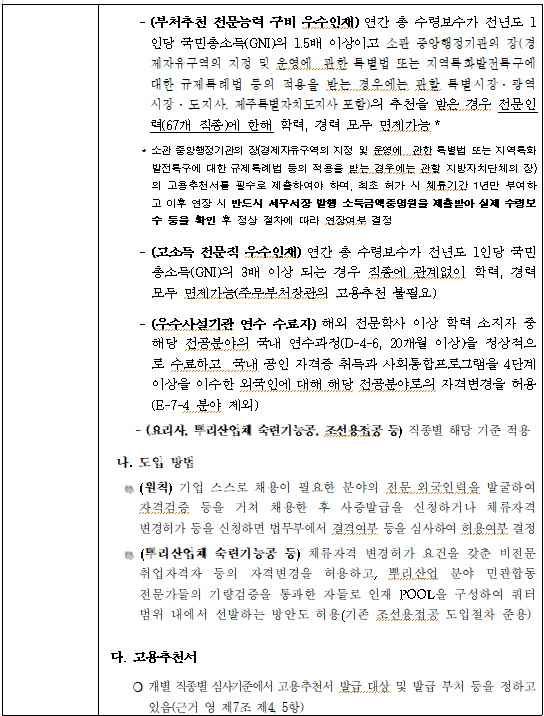 - (부처추천 전문능력 구비 우수인재) 연간 총 수령보수가 전년도 1
인당 국민총소득(GNI)의 1.5배 이상이고 소관 중앙행정기관의 장(경
제자유구역의 지정 및 운영에 관한 특별법 또는 지역특화발전특구에
대한 규제특례법 등의 적용을 받는 경우에는 관할 특별시장·광역
시장·도지사, 제주특별자치도지사 포함)의 추천을 받은 경우 전문인
력(67개 직종)에 한해 학력, 경력 모두 면제가능 *
* 소관 중앙행정기관의 장(경제자유구역의 지정 및 운영에 관한 특별법 또는 지역특화
발전특구에 대한 규제특례법 등의 적용을 받는 경우에는 관할 지방자치단체의 장)
의 고용추천서를 필수로 제출하여야 하며, 최초 허가 시 체류기간 1년만 부여하
고 이후 연장 시 반드시 세무서장 발행 소득금액증명원을 제출받아 실제 수령보
수 등을 확인 후 정상 절차에 따라 연장여부 결정
- (고소득 전문직 우수인재) 연간 총 수령보수가 전년도 1인당 국민
총소득(GNI)의 3배 이상 되는 경우 직종에 관계없이 학력, 경력
모두 면제가능(주무부처장관의 고용추천 불필요)
- (우수사설기관 연수 수료자) 해외 전문학사 이상 학력 소지자 중
해당 전공분야의 국내 연수과정(D-4-6, 20개월 이상)을 정상적으
로 수료하고 국내 공인 자격증 취득과 사회통합프로그램을 4단계
이상을 이수한 외국인에 대해 해당 전공분야로의 자격변경을 허용
(E-7-4 분야 제외)
- (요리사, 뿌리산업체 숙련기능공, 조선용접공 등) 직종별 해당 기준 적용
나. 도입 방법
(원칙) 기업 스스로 채용이 필요한 분야의 전문 외국인력을 발굴하여
자격검증 등을 거쳐 채용한 후 사증발급을 신청하거나 체류자격
변경허가 등을 신청하면 법무부에서 결격여부 등을 심사하여 허용여부 결정
(뿌리산업체 숙련기능공 등) 체류자격 변경허가 요건을 갖춘 비전문
취업자격자 등의 자격변경을 허용하고, 뿌리산업 분야 민관합동
전문가들의 기량검증을 통과한 자들로 인재 POOL을 구성하여 쿼터
범위 내에서 선발하는 방안도 허용(기존 조선용접공 도입절차 준용)
다. 고용추천서
❍ 개별 직종별 심사기준에서 고용추천서 발급 대상 및 발급 부처 등을 정하고
있음(근거 영 제7조 제4, 5항)